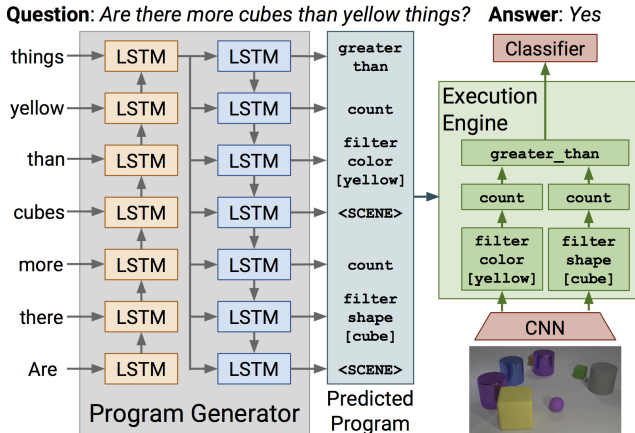 Question: Are there more cubes than yellow things? Answer: Yes
things
LSTM
LSTM
greater
than
yellow
LSTM
LSTM
count
than
LSTM
LSTM
filter
color
[yellow]
cubes
LSTM
LSTM
<SCENE>
more
LSTM
LSTM
count
there
LSTM
LSTM
filter
shape
[cube]
Are
LSTM
LSTM
<SCENE>
Program Generator
Predicted
Program
Classifier
Execution
Engine
greater_than
count
count
filter
color
[yellow]
filter
shape
[cube]
CNN